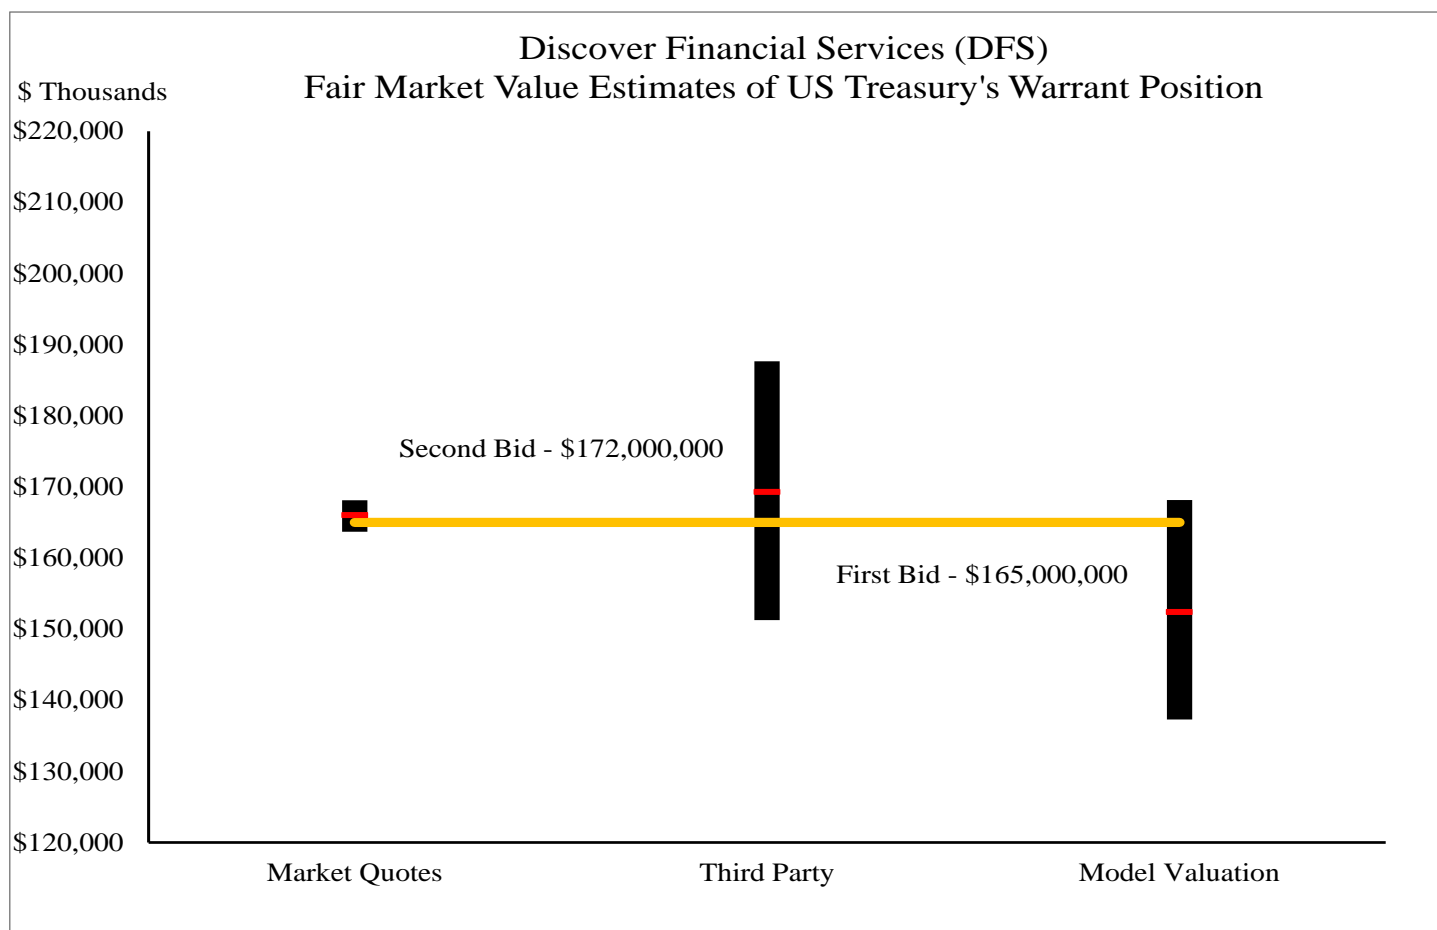 Discover Financial Services (DFS)
Fair Market Value Estimates of US Treasury's Warrant Position
$ Thousands
$220,000
$210,000
$200,000
$190,000
$180,000
$170,000
$160,000
$150,000
$140,000
$130,000
$120,000
Second Bid - $172,000,000
First Bid - $165,000,000
Market Quotes
Third Party
Model Valuation